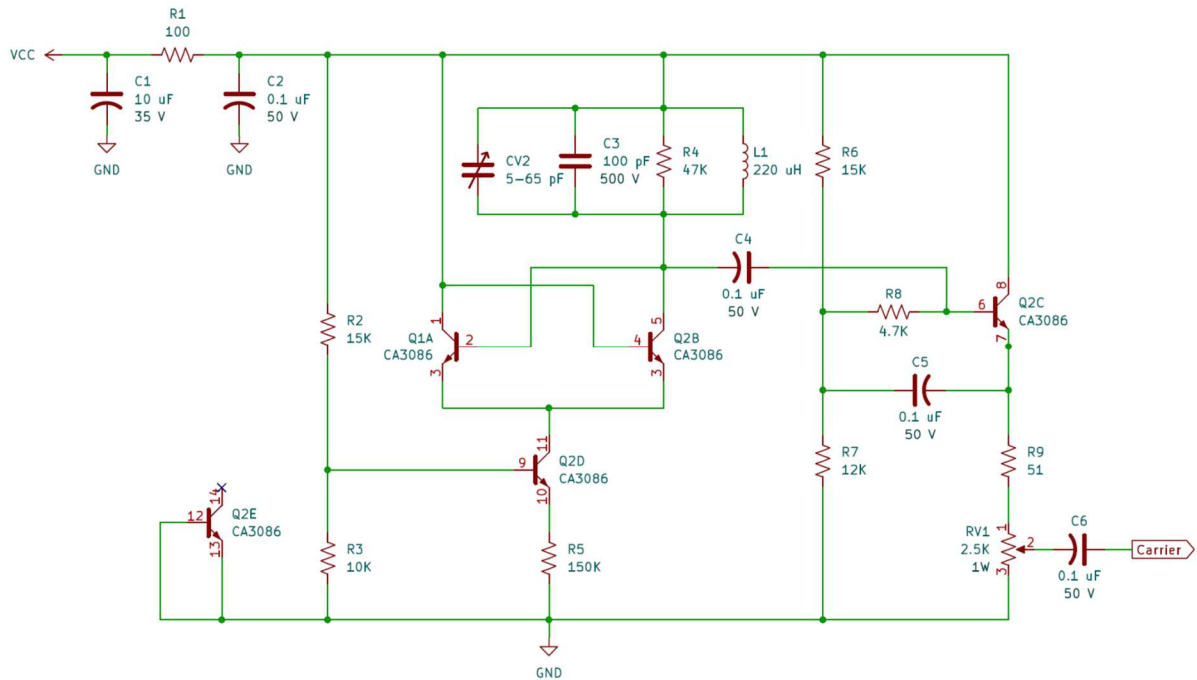 R1
100
VCC
C1
10 uF
35 V
C2
0.1 uF
50 V
GND
GND
CV2
5-65 pF
C3
100 pF
500 V
R4
47K
L1
220 uH
R6
15K
C4
0.1 uF
50 V
R8
4.7K
8
6
7
Q2C
CA3086
R2
15K
1
Q1A
CA3086
2
3
5
4
Q2B
CA3086
3
C5
0.1 uF
50 V
11
9
Q2D
CA3086
10
R7
12K
R9
51
14
12
Q2E
CA3086
13
R3
10K
R5
150K
RV1
2.5K
1W
1
2
3
C6
0.1 uF
50 V
Carrier
GND